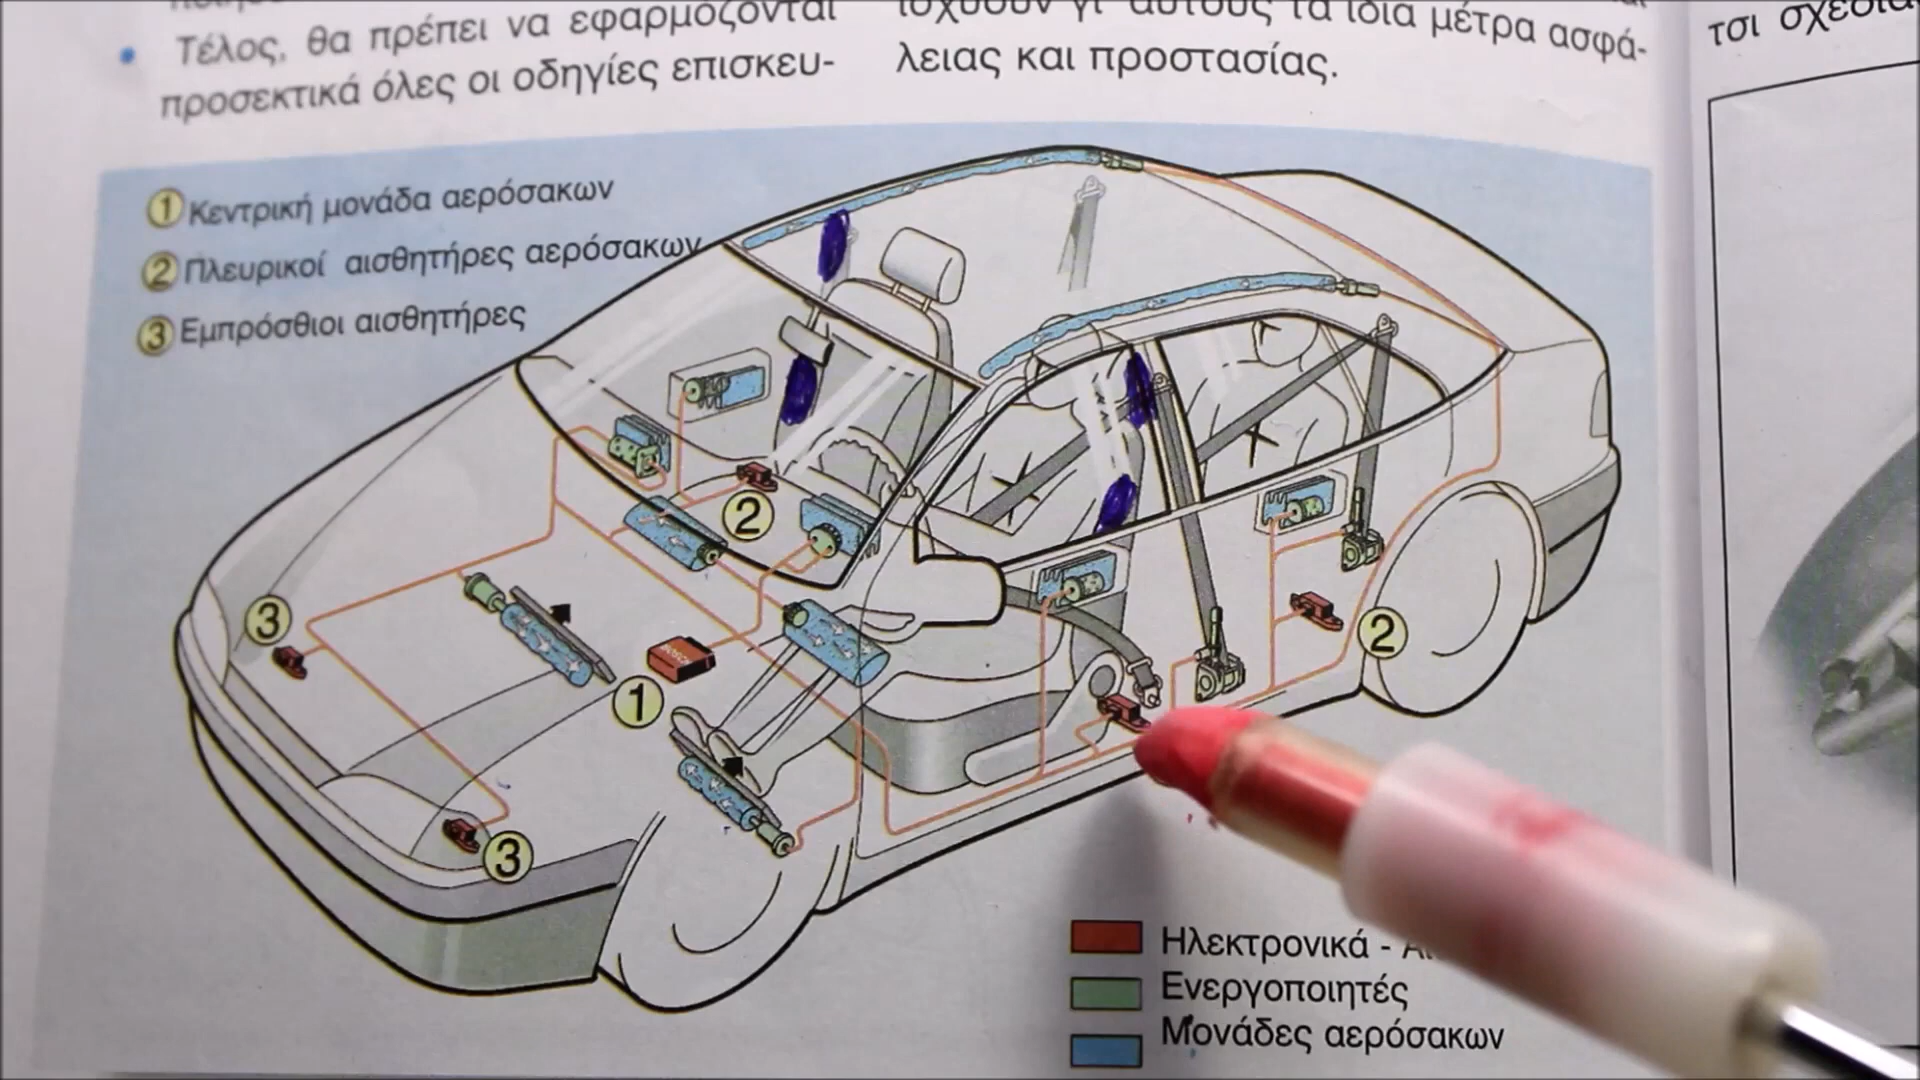 Τέλος, θα πρέπει να εφαρμόζονται
προσεκτικά όλες οι οδηγίες επισκευ-
ισχύουν γι' αυτούς τα ίδια μέτρα ασφά-
λειας και προστασίας.
τσι
1 Κεντρική μονάδα αερόσακων
2 Πλευρικοί αισθητήρες αερόσακων
3 Εμπρόσθιοι αισθητήρες
2
3
1
2
3
Ηλεκτρονικά -
Ενεργοποιητές
Μονάδες αερόσακων